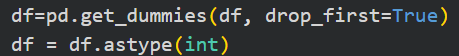 df=pd.get_dummies(df, drop_first=True)
df = df.astype(int)